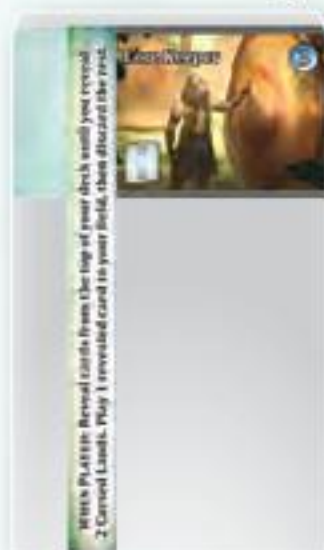 Lore Keeper
WHEN PLAYED: Reveal cards from the top of your deck until you reveal
2 Cursed Lands. Play 1 revealed card to your field, then discard the rest.